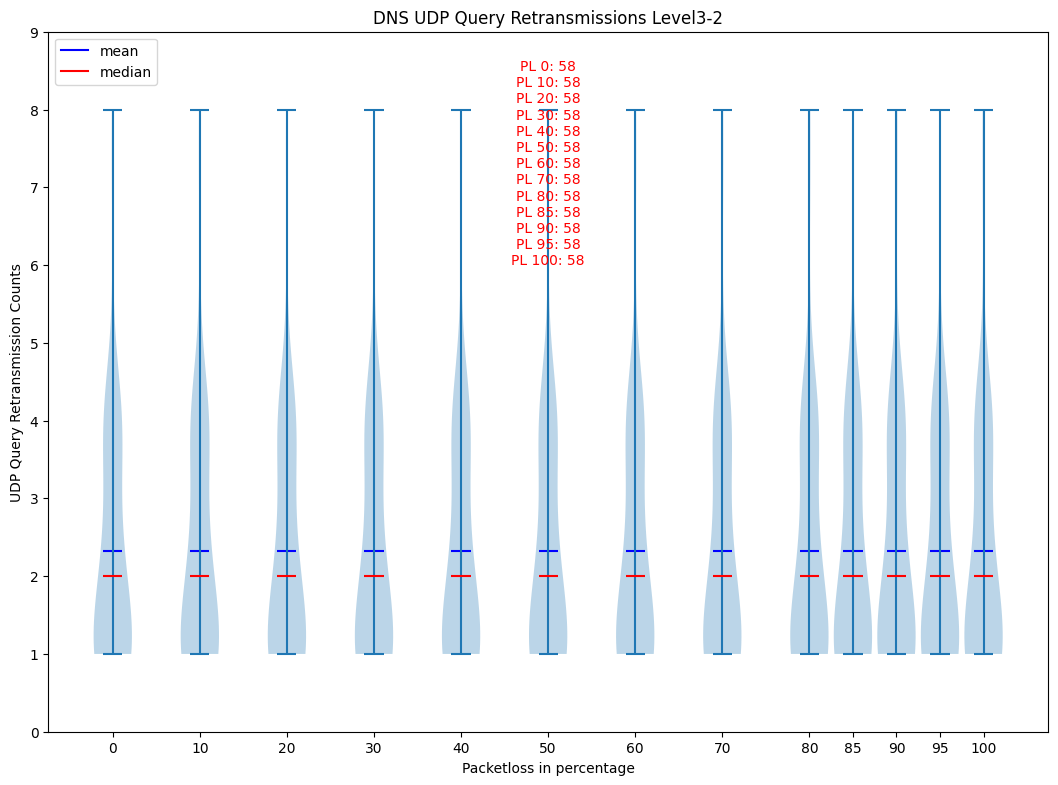 DNS UDP Query Retransmissions Level3-2
mean
median
PL 0: 58
PL 10: 58
PL 20: 58
PL 30: 58
PL 40: 58
PL 50: 58
PL 60: 58
PL 70: 58
PL 80: 58
PL 85: 58
PL 90: 58
PL 95: 58
PL 100: 58
UDP Query Retransmission Counts
9
8
7
6
5
4
3
2
1
0
0 10 20 30 40 50 60 70 80 85 90 95 100
Packetloss in percentage